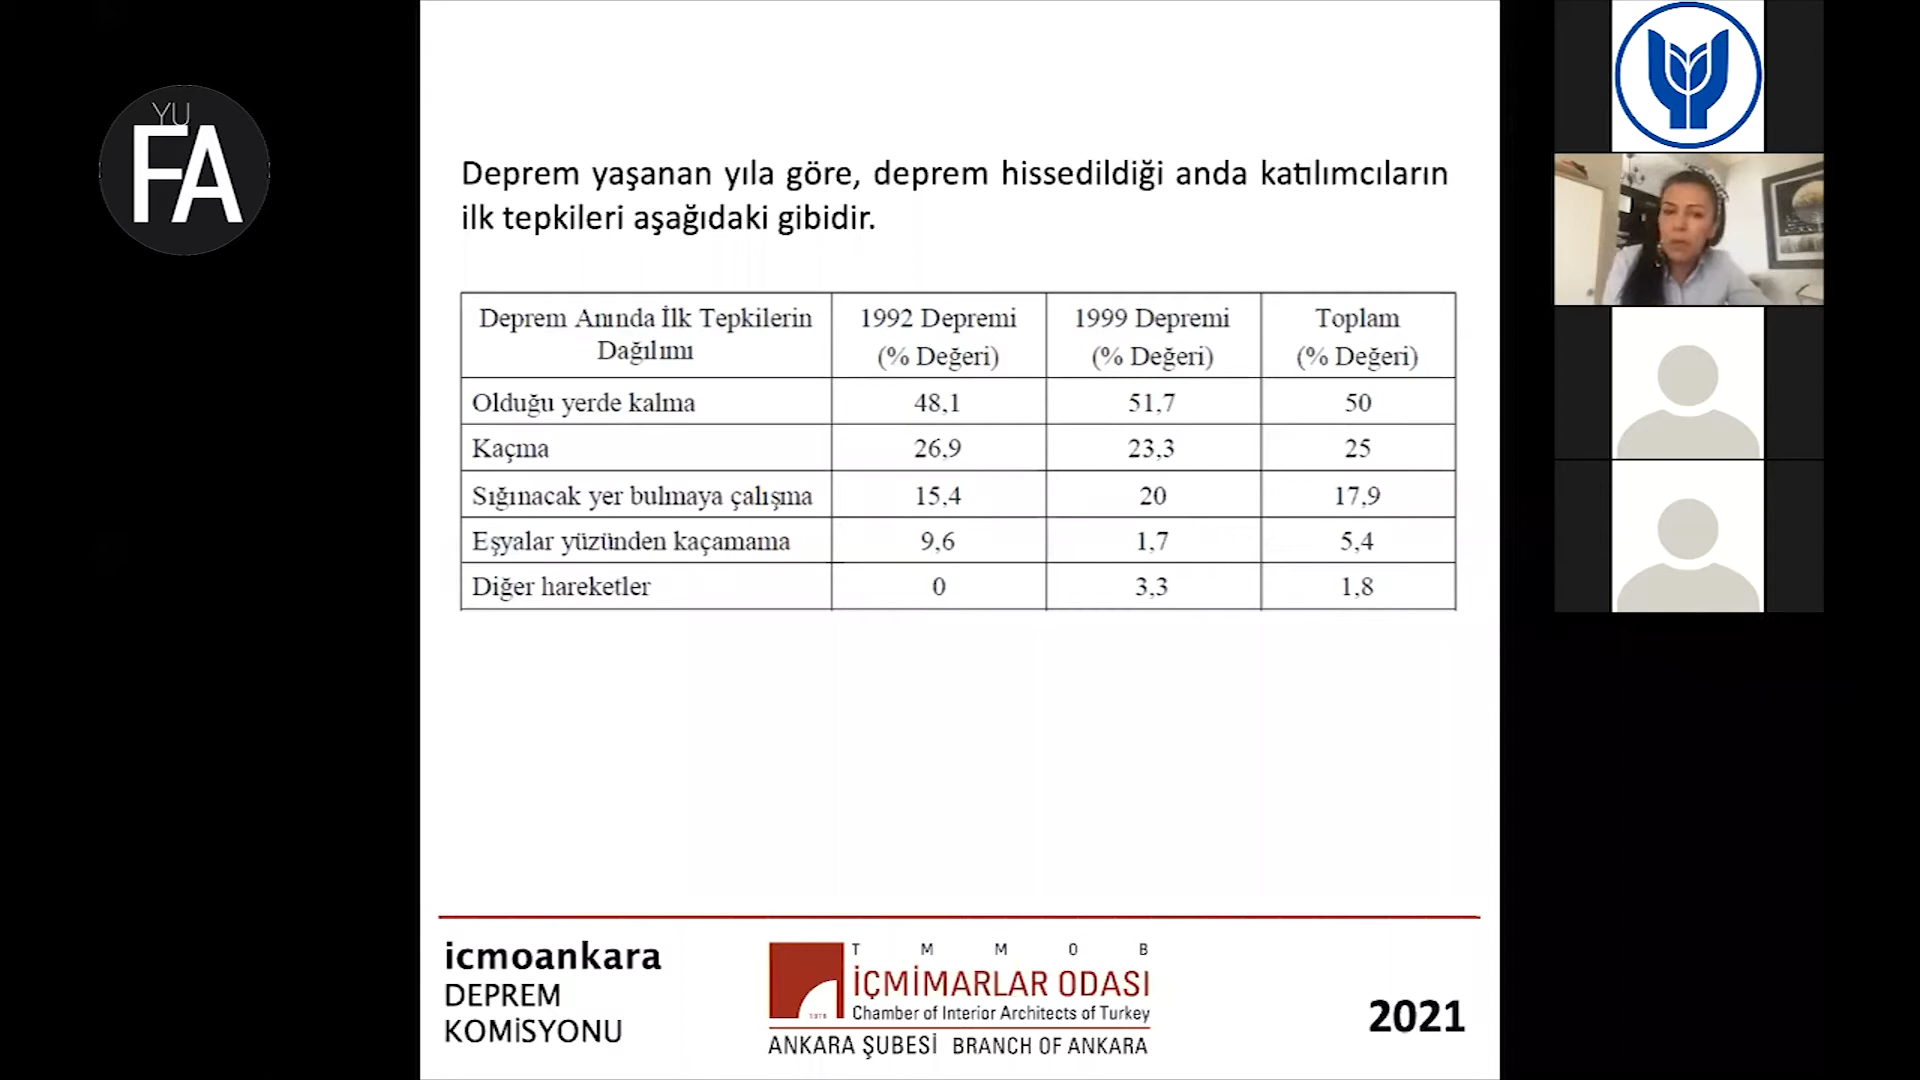 YU
FA
Deprem yaşanan yıla göre, deprem hissedildiği anda katılımcıların
ilk tepkileri aşağıdaki gibidir.
Deprem Anında İlk Tepkilerin Dağılımı 1992 Depremi (% Değeri) 1999 Depremi (% Değeri) Toplam (% Değeri)
Olduğu yerde kalma 48,1 51,7 50
Kaçma 26,9 23,3 25
Sığınacak yer bulmaya çalışma 15,4 20 17,9
Eşyalar yüzünden kaçamama 9,6 1,7 5,4
Diğer hareketler 0 3,3 1,8
icmoankara
DEPREM
KOMİSYONU
T M M O B
İÇMİMARLAR ODASI
1976
Chamber of Interior Architects of Turkey
ANKARA ŞUBESİ BRANCH OF ANKARA
2021